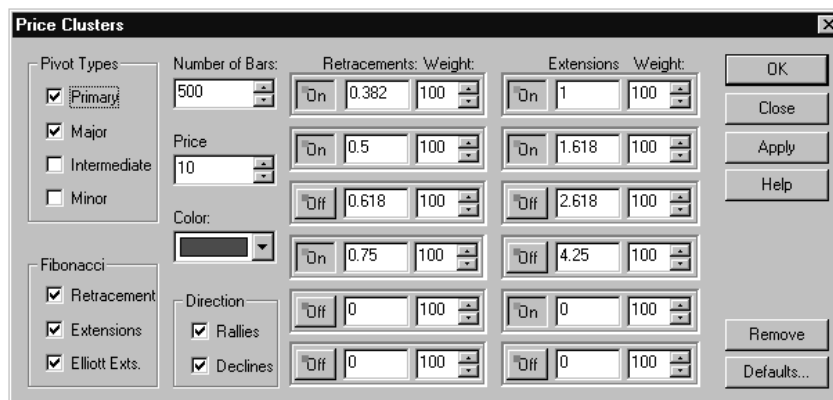 Price Clusters
Pivot Types
Primary
Major
Intermediate
Minor
Fibonacci
Retracement
Extensions
Elliott Exts.
Number of Bars:
500
Price
10
Color:
Direction
Rallies
Declines
Retracements: Weight:
On 0.382 100
On 0.5 100
Off 0.618 100
On 0.75 100
Off 0 100
Off 0 100
Extensions Weight:
On 1 100
On 1.618 100
Off 2.618 100
Off 4.25 100
On 0 100
Off 0 100
OK
Close
Apply
Help
Remove
Defaults...